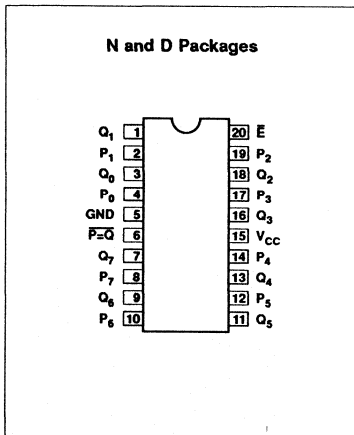 N and D Packages
Q1 1 20 E̅
P1 2 19 P2
Q0 3 18 Q2
P0 4 17 P3
GND 5 16 Q3
P̅=̅Q̅ 6 15 VCC
Q7 7 14 P4
P7 8 13 Q4
Q6 9 12 P5
P6 10 11 Q5